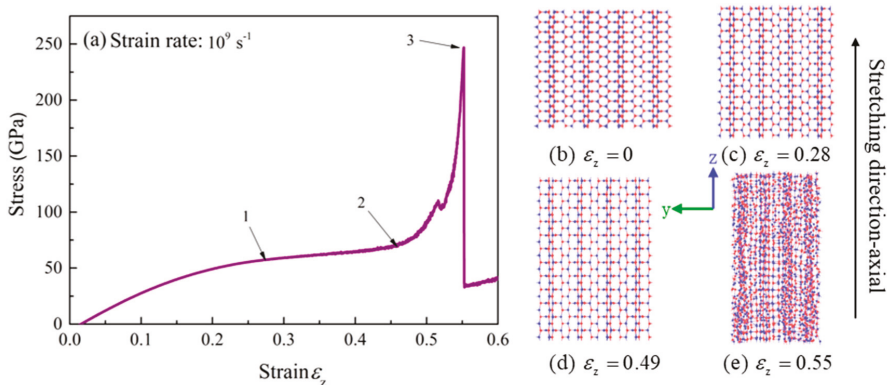 (a) Strain rate: 10⁹ s⁻¹
3
250
200
150
100
50
0
Stress (GPa)
1
2
0.0 0.1 0.2 0.3 0.4 0.5 0.6
Strain ε_z
(b) ε_z = 0
(c) ε_z = 0.28
z
y
(d) ε_z = 0.49
(e) ε_z = 0.55
Stretching direction-axial